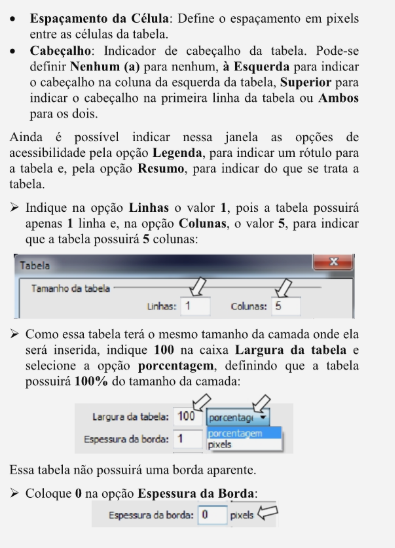 • Espaçamento da Célula: Define o espaçamento em pixels
entre as células da tabela.
• Cabeçalho: Indicador de cabeçalho da tabela. Pode-se
definir Nenhum (a) para nenhum, à Esquerda para indicar
o cabeçalho na coluna da esquerda da tabela, Superior para
indicar o cabeçalho na primeira linha da tabela ou Ambos
para os dois.
Ainda é possível indicar nessa janela as opções de
acessibilidade pela opção Legenda, para indicar um rótulo para
a tabela e, pela opção Resumo, para indicar do que se trata a
tabela.
➢ Indique na opção Linhas o valor 1, pois a tabela possuirá
apenas 1 linha e, na opção Colunas, o valor 5, para indicar
que a tabela possuirá 5 colunas:
Tabela
x
Tamanho da tabela
Linhas: 1 Colunas: 5
➢ Como essa tabela terá o mesmo tamanho da camada onde ela
será inserida, indique 100 na caixa Largura da tabela e
selecione a opção porcentagem, definindo que a tabela
possuirá 100% do tamanho da camada:
Largura da tabela: 100 porcentagi
Espessura da borda: 1 porcentagem
pixels
Essa tabela não possuirá uma borda aparente.
➢ Coloque 0 na opção Espessura da Borda:
Espessura da borda: 0 pixels